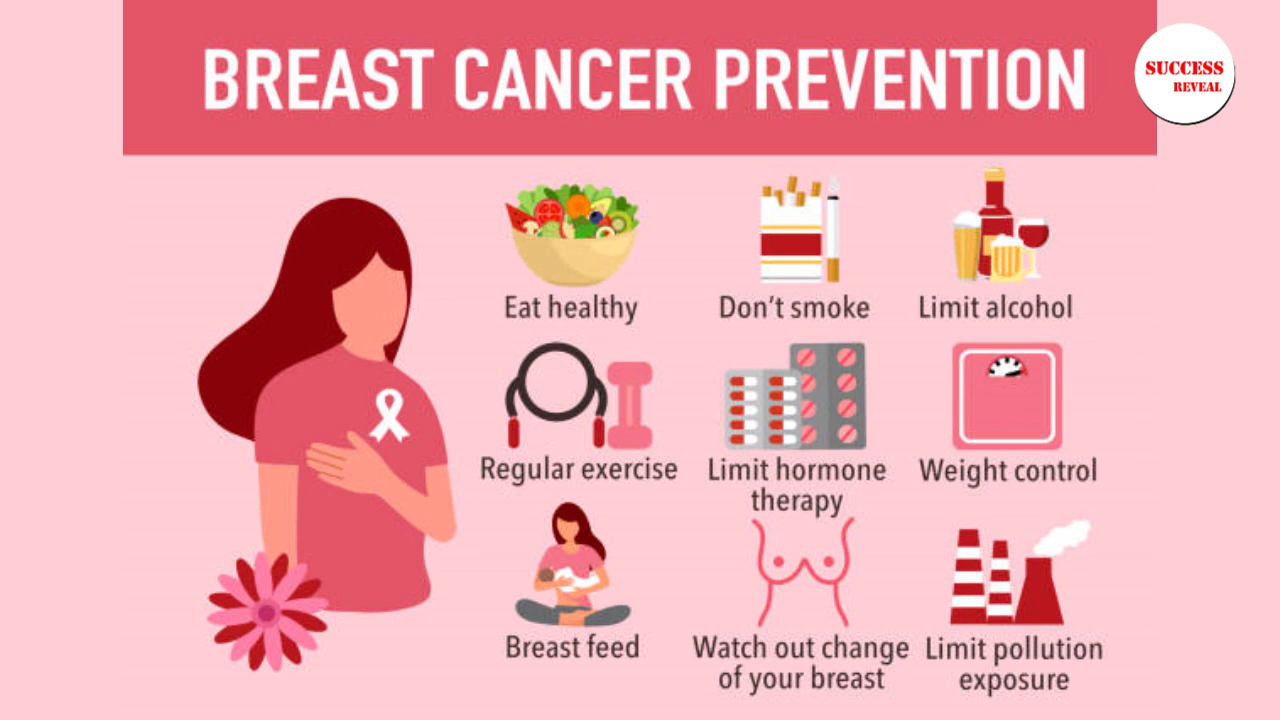 BREAST CANCER PREVENTION
SUCCESS
REVEAL
Eat healthy
Don't smoke
Limit alcohol
Regular exercise
Limit hormone
therapy
Weight control
Breast feed
Watch out change
of your breast
Limit pollution
exposure